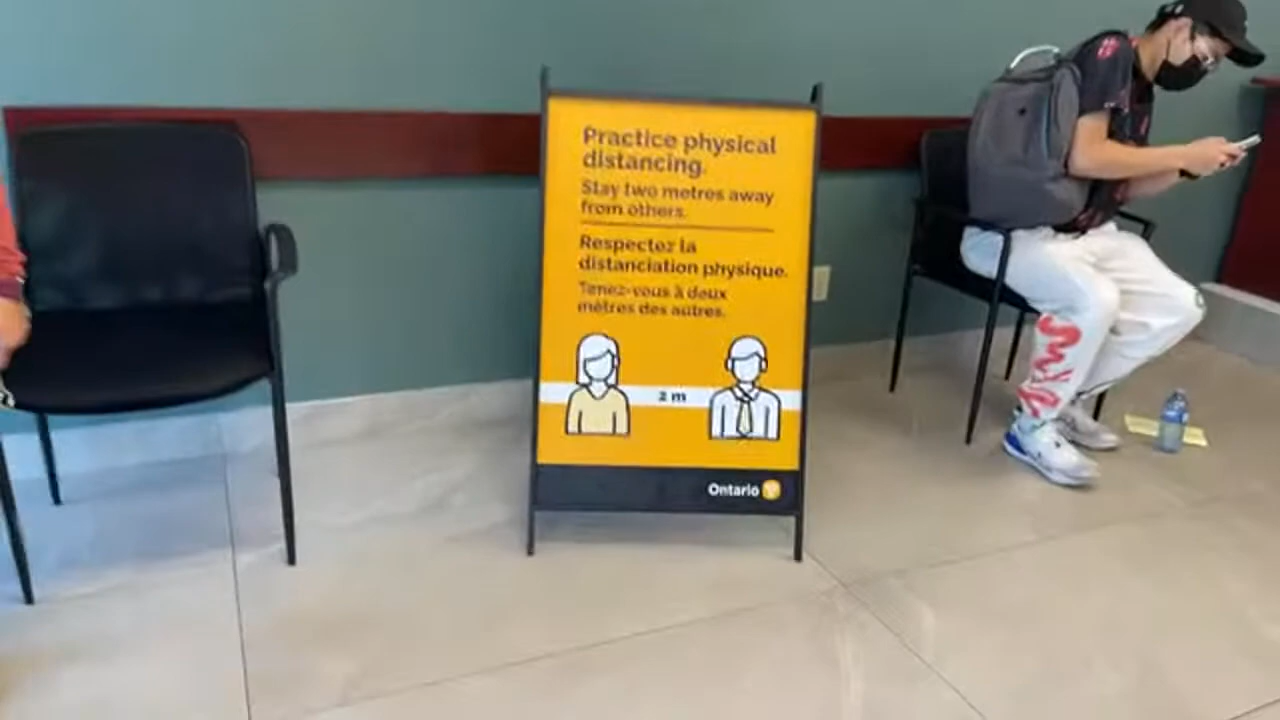 Practice physical
distancing.
Stay two metres away
from others.
Respectez la
distanciation physique.
Tenez-vous à deux
mètres des autres.
2 m
Ontario